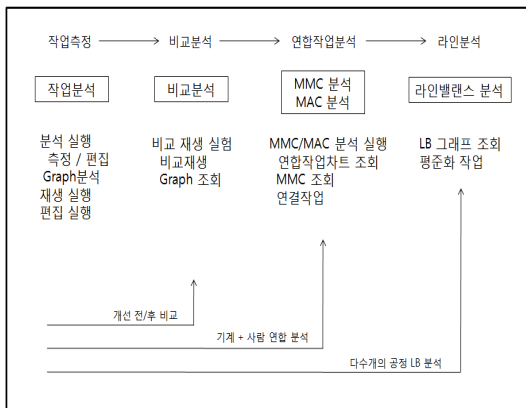 작업측정
비교분석
연합작업분석
라인분석
작업분석
비교분석
MMC 분석
MAC 분석
라인밸랜스 분석
분석 실행
측정 / 편집
Graph분석
재생 실행
편집 실행
비교 재생 실험
비교재생
Graph 조회
MMC/MAC 분석 실행
연합작업차트 조회
MMC 조회
연결작업
LB 그래프 조회
평준화 작업
개선 전/후 비교
기계 + 사람 연합 분석
다수개의 공정 LB 분석